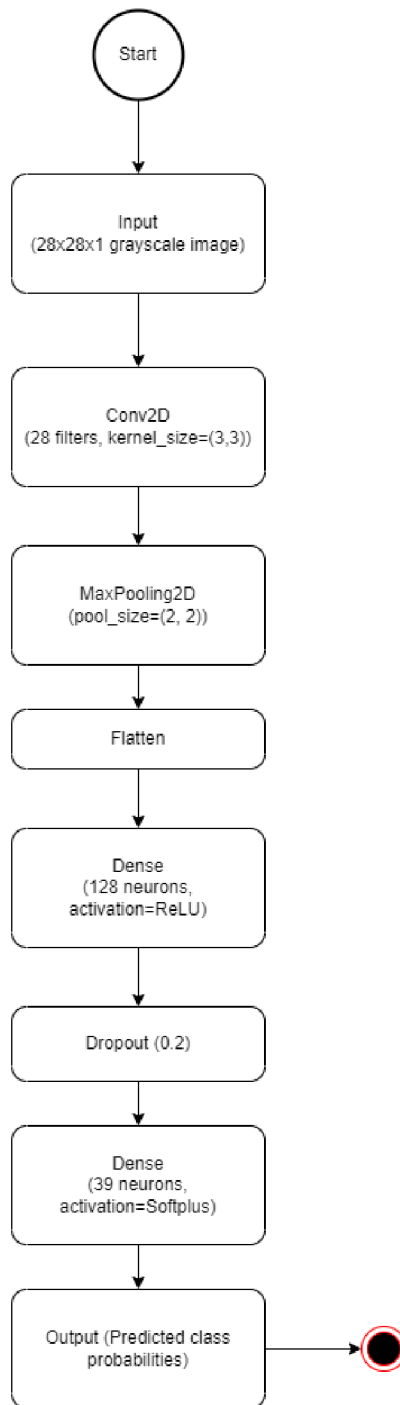 Start
Input
(28x28x1 grayscale image)
Conv2D
(28 filters, kernel_size=(3,3))
MaxPooling2D
(pool_size=(2, 2))
Flatten
Dense
(128 neurons,
activation=ReLU)
Dropout (0.2)
Dense
(39 neurons,
activation=Softplus)
Output (Predicted class
probabilities)